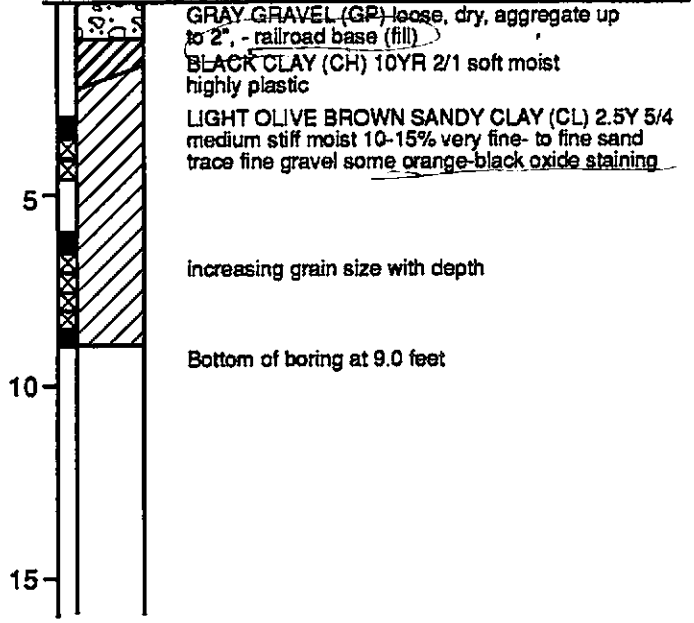 GRAY GRAVEL (GP) loose, dry, aggregate up
to 2", - railroad base (fill)
BLACK CLAY (CH) 10YR 2/1 soft moist
highly plastic
LIGHT OLIVE BROWN SANDY CLAY (CL) 2.5Y 5/4
medium stiff moist 10-15% very fine- to fine sand
trace fine gravel some orange-black oxide staining
5
increasing grain size with depth
Bottom of boring at 9.0 feet
10
15